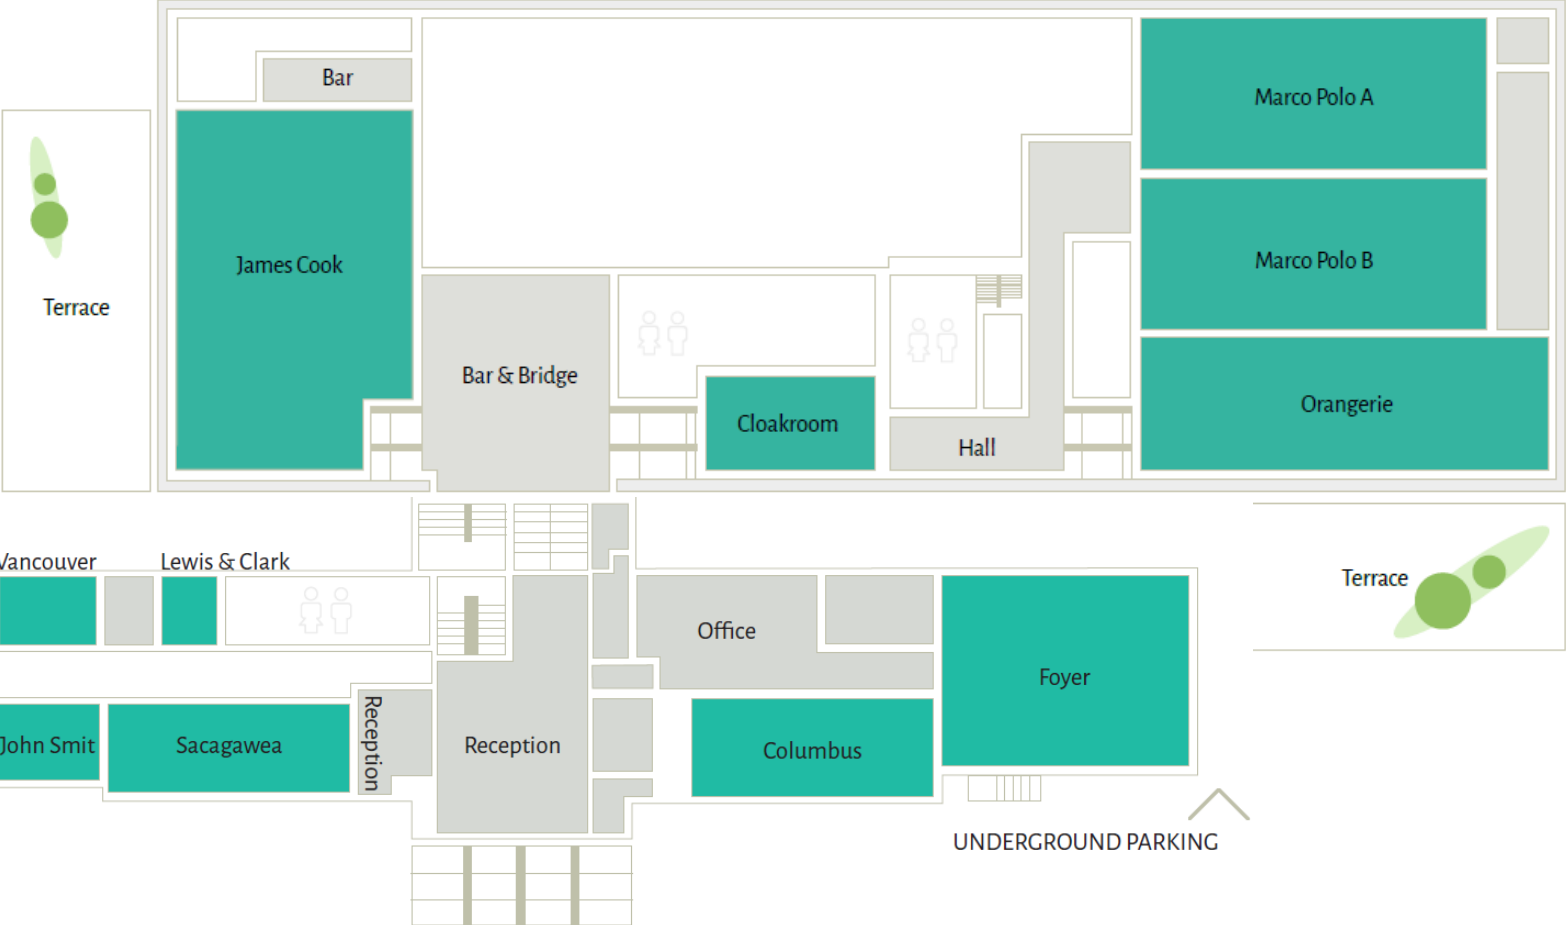 Bar
Marco Polo A
James Cook
Marco Polo B
Terrace
Bar & Bridge
Orangerie
Cloakroom
Hall
Vancouver
Lewis & Clark
Terrace
Office
Foyer
Reception
John Smit
Sacagawea
Reception
Columbus
UNDERGROUND PARKING